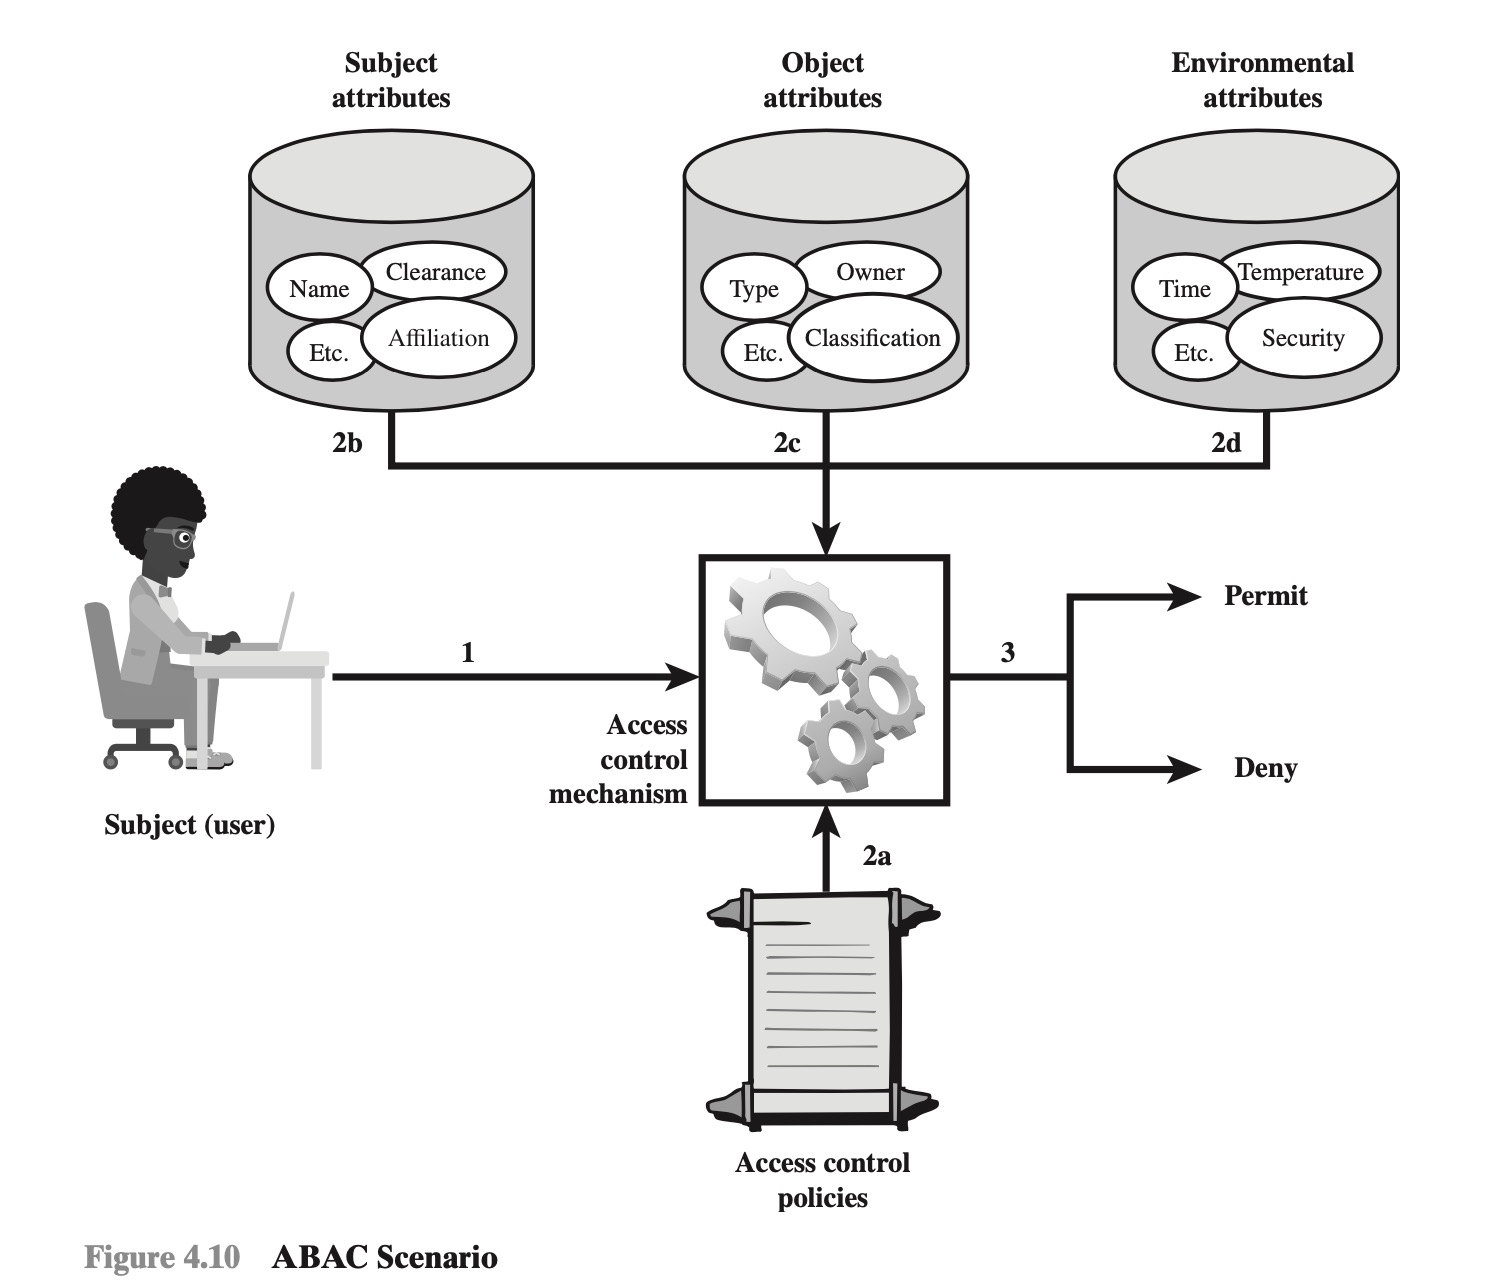 Subject
attributes
Object
attributes
Environmental
attributes
Name
Clearance
Etc.
Affiliation
Type
Owner
Etc.
Classification
Time
Temperature
Etc.
Security
2b
2c
2d
1
Access
control
mechanism
3
Permit
Deny
Subject (user)
2a
Access control
policies
Figure 4.10 ABAC Scenario